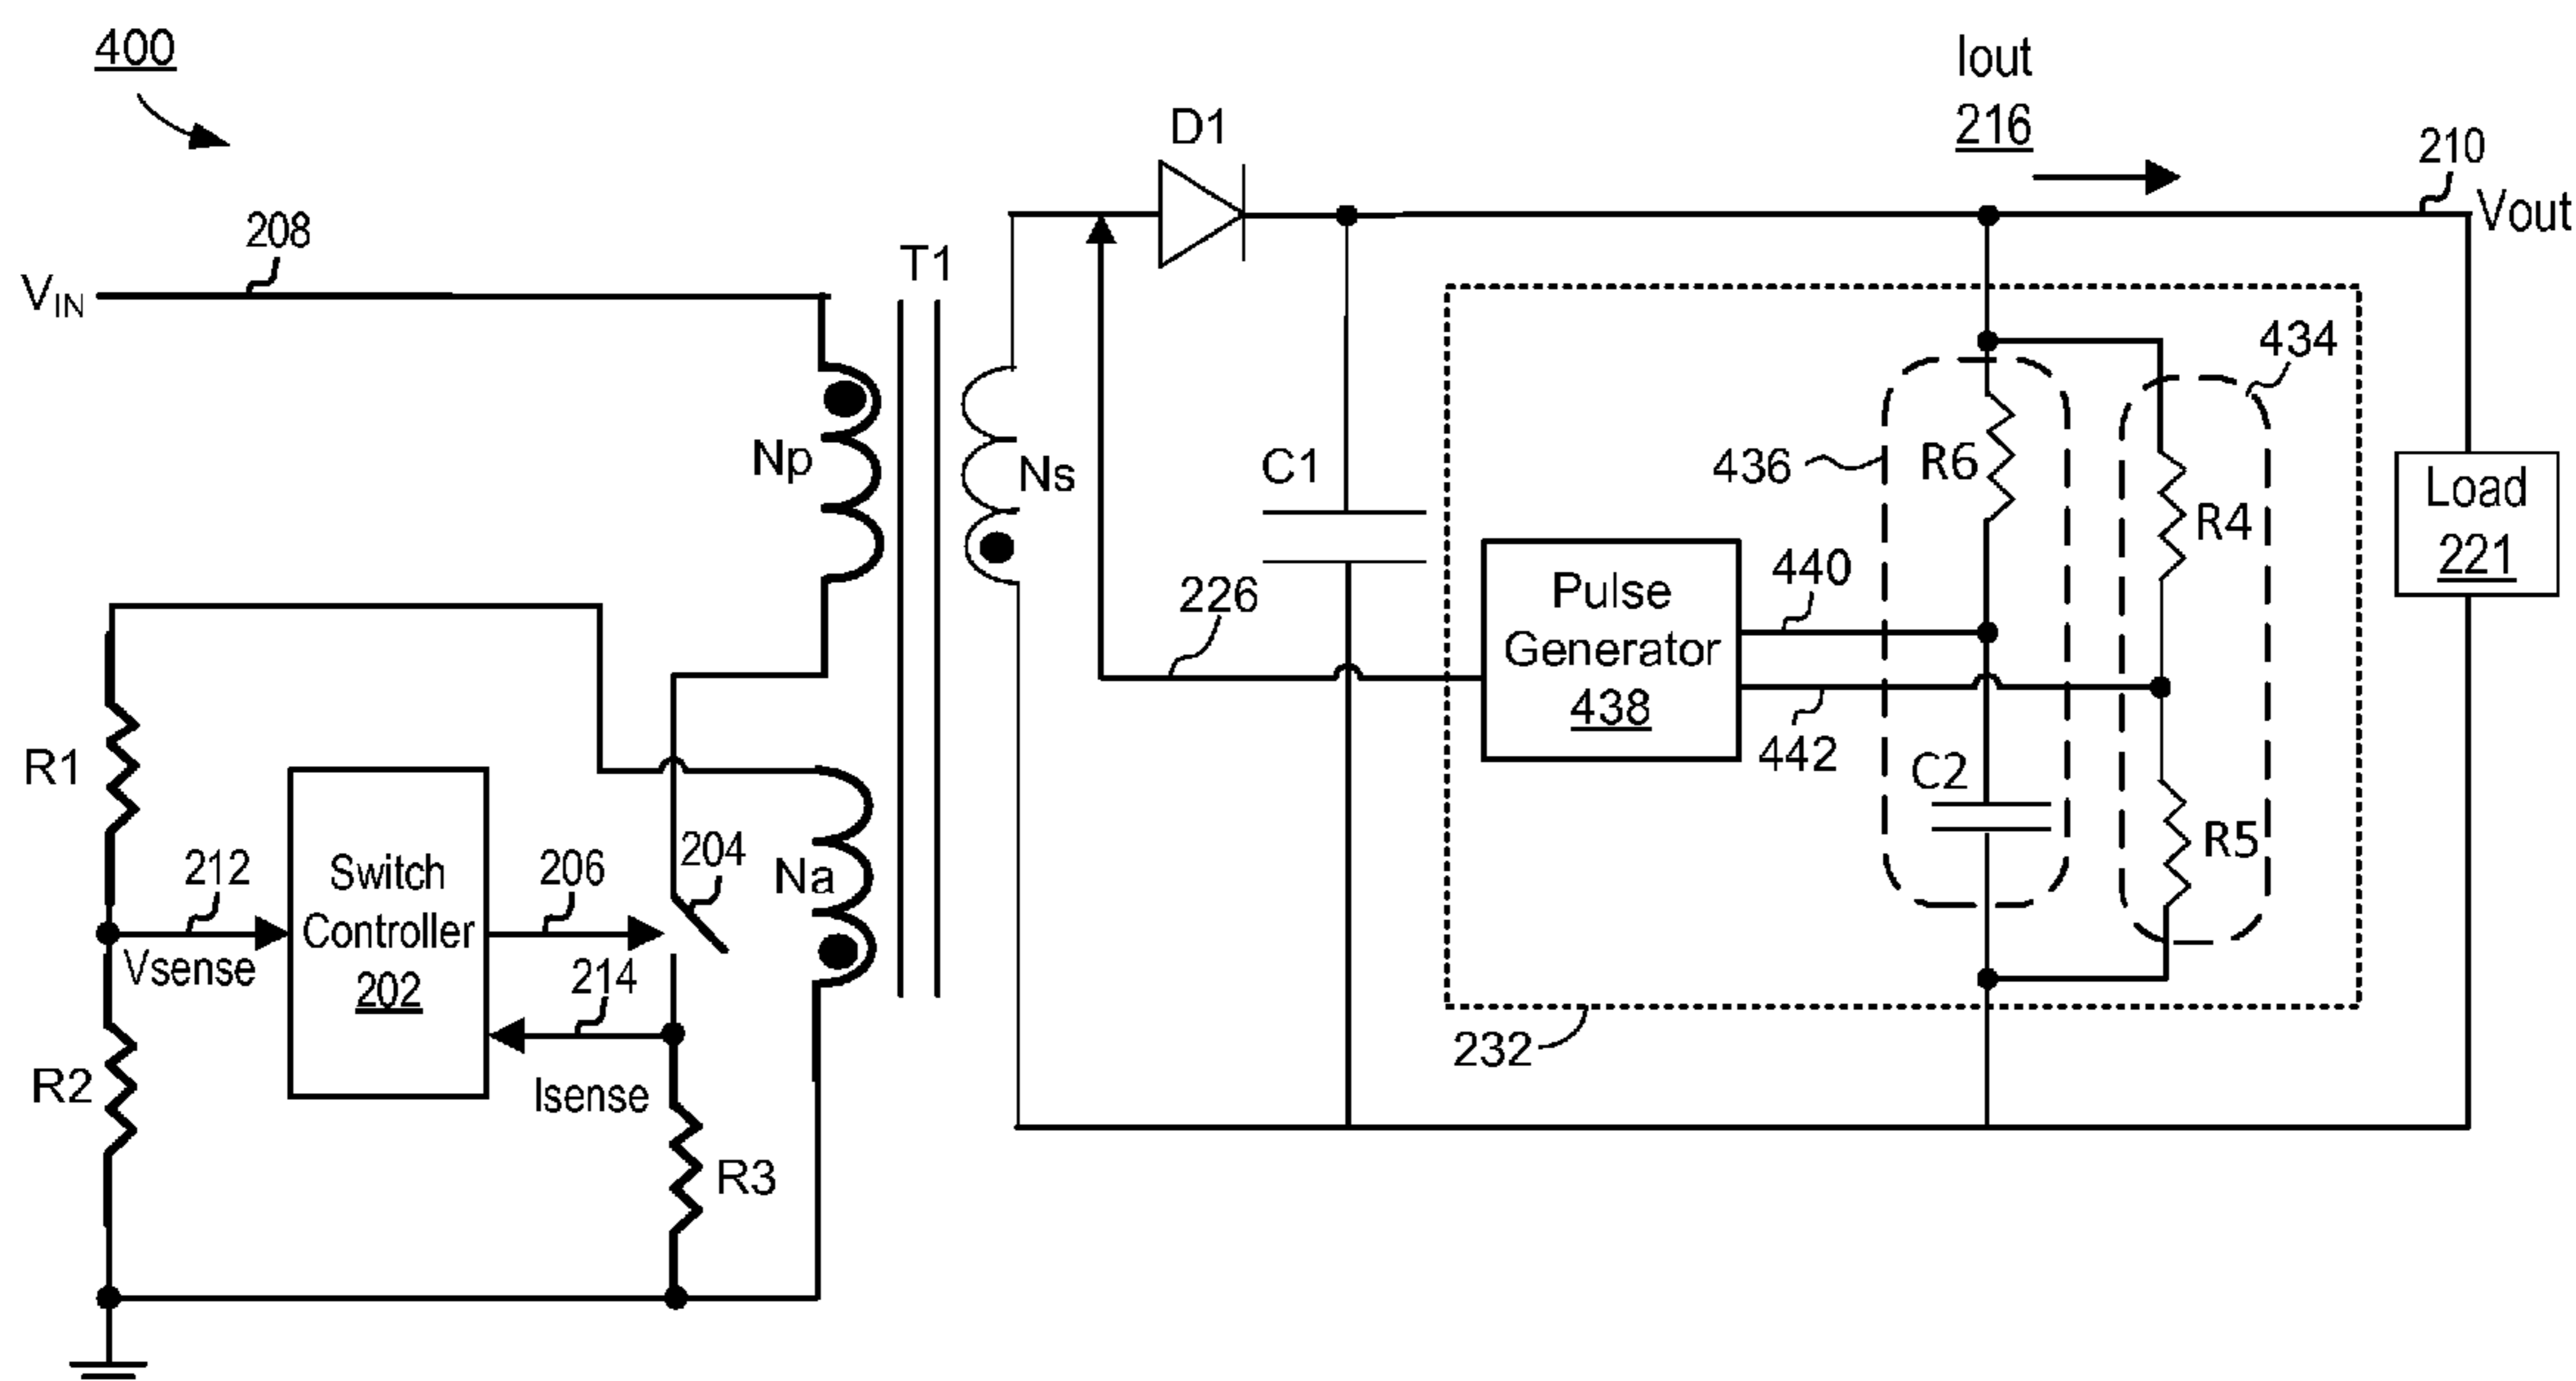 400
Iout
216
D1
210
Vout
208
T1
VIN
434
Np
Ns
C1
436
R6
R4
Load
221
226
Pulse
Generator
438
440
442
R1
C2
R5
Switch
Controller
202
212
Vsense
206
204
Na
214
Isense
232
R2
R3